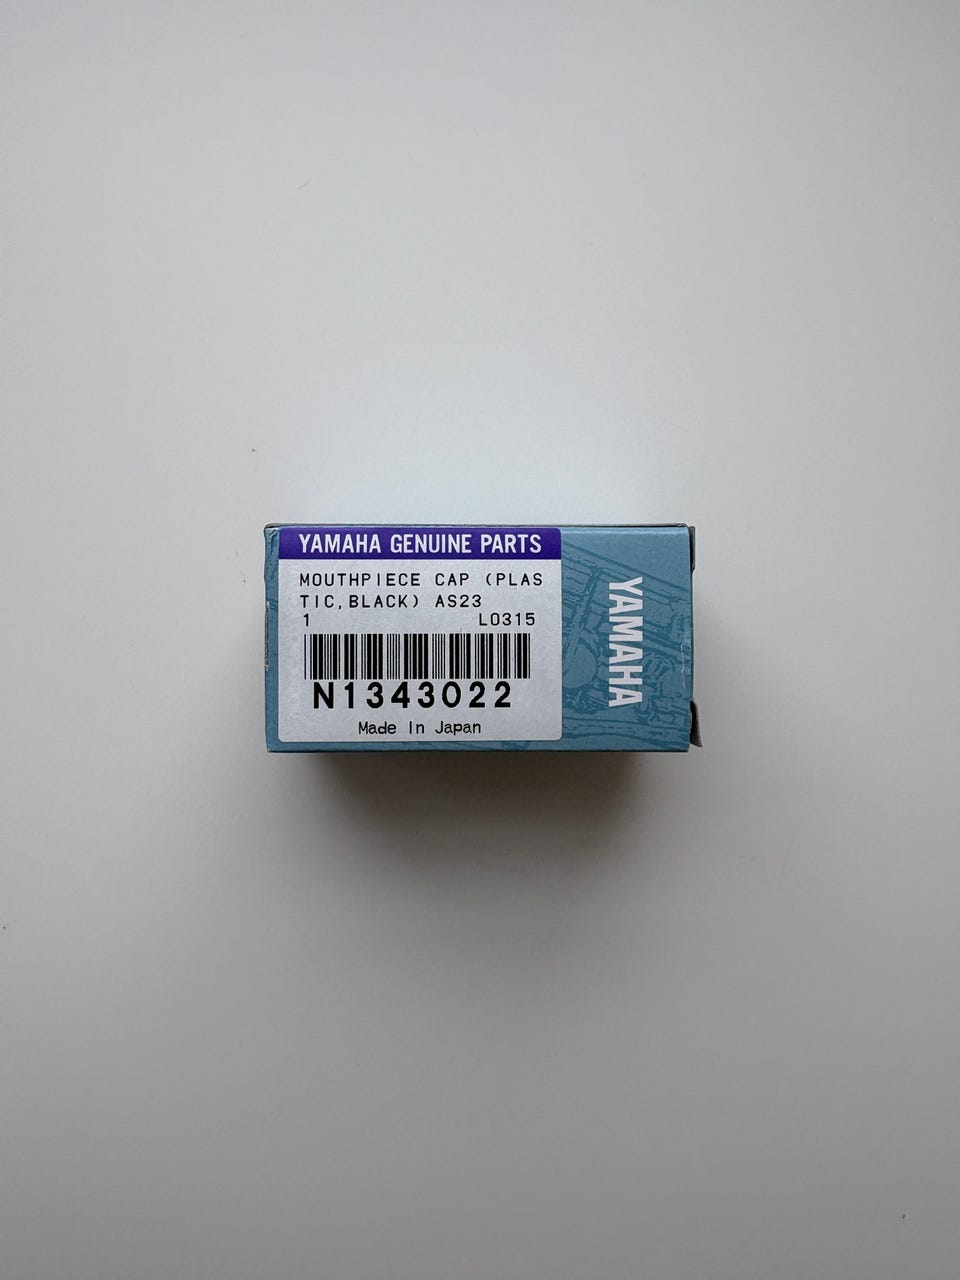 YAMAHA GENUINE PARTS
MOUTHPIECE CAP (PLAS
TIC,BLACK) AS23
1 L0315
N1343022
Made In Japan
YAMAHA